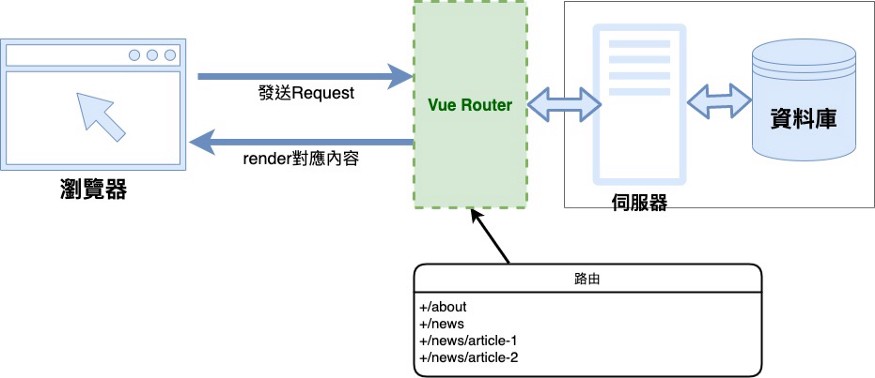 發送Request
Vue Router
render對應內容
瀏覽器
伺服器
資料庫
路由
+/about
+/news
+/news/article-1
+/news/article-2